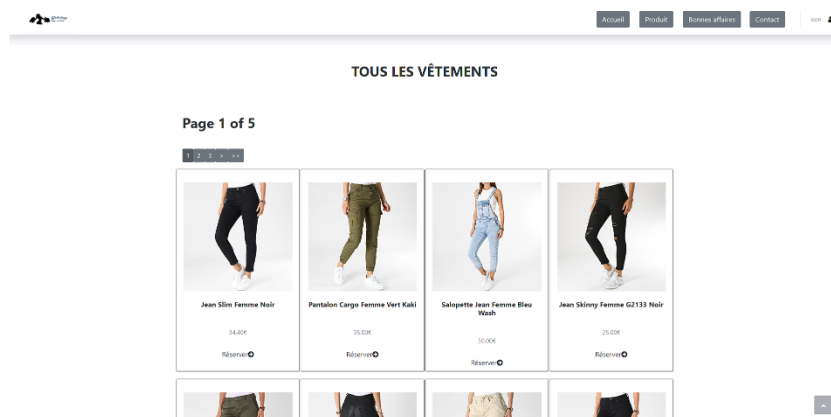 Accueil Produit Bonnes affaires Contact
TOUS LES VÊTEMENTS
Page 1 of 5
1 2 3 > >>
Jean Slim Femme Noir
Pantalon Cargo Femme Vert Kaki
Salopette Jean Femme Bleu Wash
Jean Skinny Femme G2133 Noir
34.40€
35.00€
50.00€
25.00€
Réserver
Réserver
Réserver
Réserver